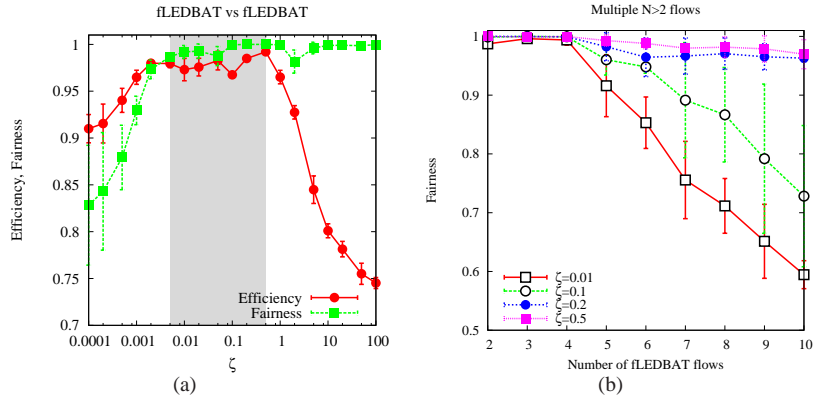 fLEDBAT vs fLEDBAT
Efficiency, Fairness
1
0.95
0.9
0.85
0.8
0.75
0.7
0.0001 0.001 0.01 0.1 1 10 100
ζ
Efficiency
Fairness
(a)
Multiple N>2 flows
Fairness
1
0.9
0.8
0.7
0.6
0.5
2 3 4 5 6 7 8 9 10
Number of fLEDBAT flows
ζ=0.01
ζ=0.1
ζ=0.2
ζ=0.5
(b)